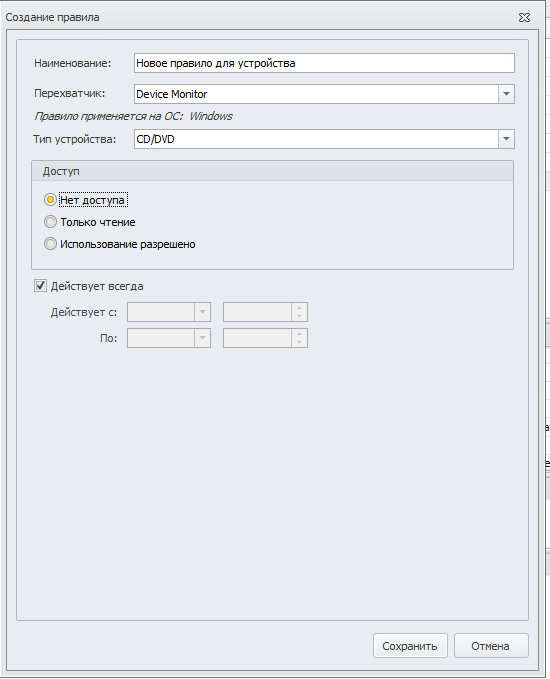 Создание правила
Наименование: Новое правило для устройства
Перехватчик: Device Monitor
Правило применяется на ОС: Windows
Тип устройства: CD/DVD
Доступ
Нет доступа
Только чтение
Использование разрешено
Действует всегда
Действует с:
По:
Сохранить Отмена